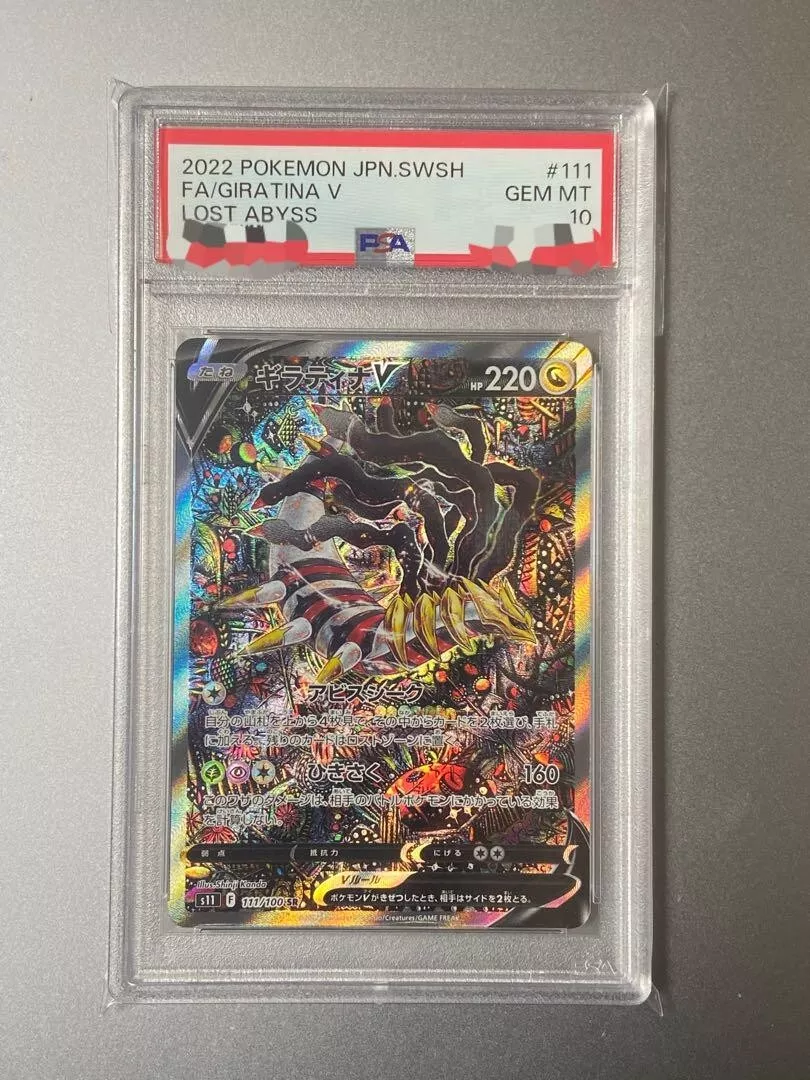 2022 POKEMON JPN.SWSH #111
FA/GIRATINA V GEM MT
LOST ABYSS 10
PSA
たね ギラティナV HP 220
アビスシーク
自分の山札を上から4枚見て、その中からカードを2枚選び、手札
に加える。残りのカードはロストゾーンに置く。
ひきさく 160
このワザのダメージは、相手のバトルポケモンにかかっている効果
を計算しない。
弱点 抵抗力 にげる
Illus. Shinji Kanda
Vルール
s11 F 111/100 SR ポケモンVがきぜつしたとき、相手はサイドを2枚とる。
/Creatures/GAME FREAK
PSA